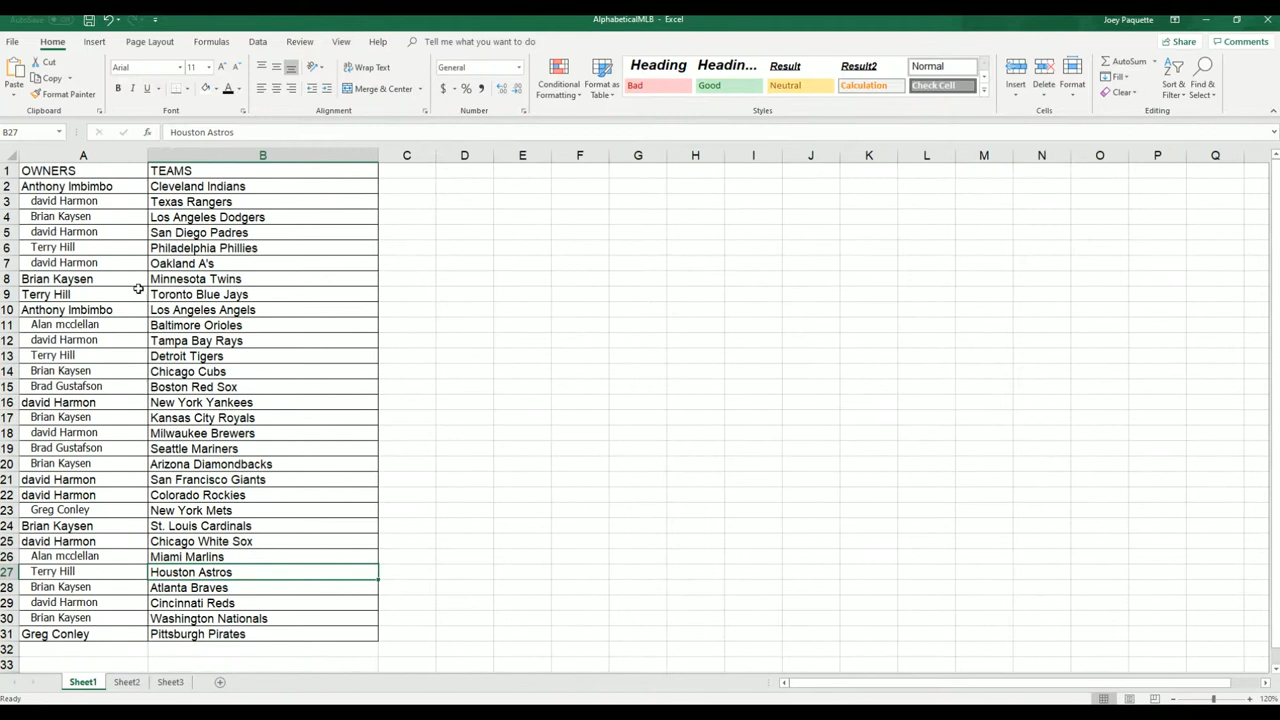 AutoSave
AlphabeticalMLB - Excel
Joey Paquette
File Home Insert Page Layout Formulas Data Review View Help Tell me what you want to do Share Comments
Paste Cut Copy Format Painter Clipboard
Arial 11 B I U A Font
Wrap Text Merge & Center Alignment
General $ % Number
Conditional Formatting Format as Table
Heading Headin... Result Result2 Normal
Bad Good Neutral Calculation Check Cell
Styles
Insert Delete Format Cells
AutoSum Fill Clear Sort & Filter Find & Select Editing
B27 fx Houston Astros
A B C D E F G H I J K L M N O P Q
1 OWNERS TEAMS
2 Anthony Imbimbo Cleveland Indians
3 david Harmon Texas Rangers
4 Brian Kaysen Los Angeles Dodgers
5 david Harmon San Diego Padres
6 Terry Hill Philadelphia Phillies
7 david Harmon Oakland A's
8 Brian Kaysen Minnesota Twins
9 Terry Hill Toronto Blue Jays
10 Anthony Imbimbo Los Angeles Angels
11 Alan mcclellan Baltimore Orioles
12 david Harmon Tampa Bay Rays
13 Terry Hill Detroit Tigers
14 Brian Kaysen Chicago Cubs
15 Brad Gustafson Boston Red Sox
16 david Harmon New York Yankees
17 Brian Kaysen Kansas City Royals
18 david Harmon Milwaukee Brewers
19 Brad Gustafson Seattle Mariners
20 Brian Kaysen Arizona Diamondbacks
21 david Harmon San Francisco Giants
22 david Harmon Colorado Rockies
23 Greg Conley New York Mets
24 Brian Kaysen St. Louis Cardinals
25 david Harmon Chicago White Sox
26 Alan mcclellan Miami Marlins
27 Terry Hill Houston Astros
28 Brian Kaysen Atlanta Braves
29 david Harmon Cincinnati Reds
30 Brian Kaysen Washington Nationals
31 Greg Conley Pittsburgh Pirates
32
33
Sheet1 Sheet2 Sheet3
Ready 120%